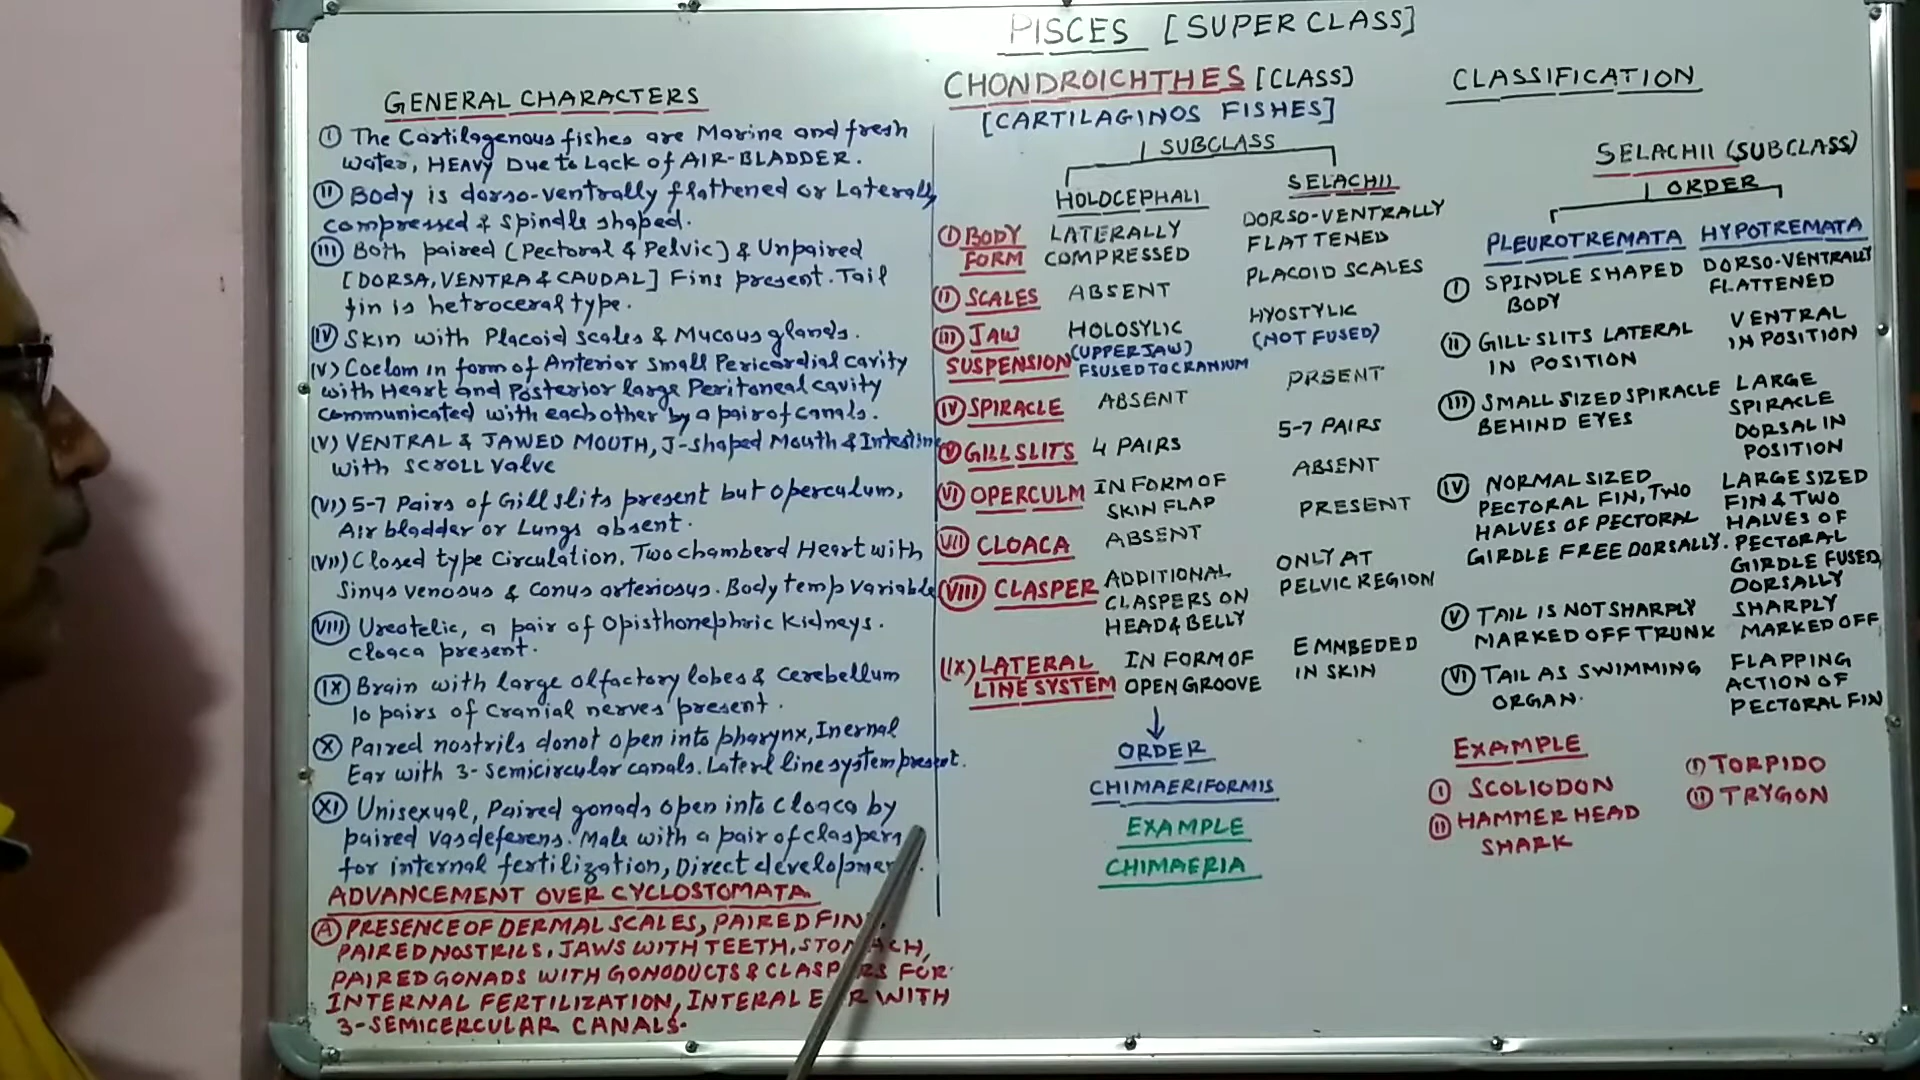 PISCES [SUPER CLASS]
GENERAL CHARACTERS
① The Cartilagenous fishes are Marine and fresh
water, HEAVY Due to Lack of AIR-BLADDER.
Ⅱ Body is dorso-ventrally flattened or Laterally
compressed & spindle shaped.
Ⅲ Both paired [Pectoral & Pelvic] & Unpaired
[DORSA, VENTRA & CAUDAL] Fins present. Tail
fin is hetroceral type.
Ⅳ Skin with Placoid scales & Mucous glands.
(V) Coelom in form of Anterior small Pericordial cavity
with Heart and Posterior large Peritoneal cavity
communicated with each other by a pair of canals.
(V) VENTRAL & JAWED MOUTH, J-shaped Mouth & Intestine
with SCROLL Valve
(VI) 5-7 Pairs of Gill slits present but operculum,
Air bladder or Lungs absent.
(VII) Closed type Circulation. Two chamberd Heart with
Sinus venosus & Conus arteriosus. Body temp variable
VIII Ureotelic, a pair of Opisthonephric Kidneys.
cloaca present.
IX Brain with large olfactory lobes & Cerebellum
10 pairs of Cranial nerves present.
X Paired nostrils donot open into pharynx, Inernal
Ear with 3-Semicircular canals. Laterl line system present.
XI Unisexual, Paired gonads open into cloaca by
paired vas deferens. Male with a pair of claspers
for internal fertilization, Direct
ADVANCEMENT OVER CYCLOSTOMATA
Ⓐ PRESENCE OF DERMAL SCALES, PAIRED
PAIRED NOSTRILS, JAWS WITH TEETH,
PAIRED GONADS WITH GONODUCTS & FOR
INTERNAL FERTILIZATION, INTERAL WITH
3-SEMICERCULAR CANALS.
CHONDROICHTHES [CLASS]
[CARTILAGINOS FISHES]
SUBCLASS
HOLOCEPHALI SELACHII
① BODY FORM LATERALLY COMPRESSED DORSO-VENTRALLY FLATTENED
Ⅱ SCALES ABSENT PLACOID SCALES
Ⅲ JAW SUSPENSION HOLOSYLIC (UPPER JAW) FSUSED TO CRANIUM HYOSTYLIC (NOT FUSED)
Ⅳ SPIRACLE ABSENT PRSENT
Ⅴ GILL SLITS 4 PAIRS 5-7 PAIRS
Ⅵ OPERCULM IN FORM OF SKIN FLAP ABSENT
Ⅶ CLOACA ABSENT PRESENT
VIII CLASPER ADDITIONAL CLASPERS ON HEAD & BELLY ONLY AT PELVIC REGION
(IX) LATERAL LINE SYSTEM IN FORM OF OPEN GROOVE EMMBEDED IN SKIN
ORDER
CHIMAERIFORMIS
EXAMPLE
CHIMAERIA
CLASSIFICATION
SELACHII (SUBCLASS)
ORDER
PLEUROTREMATA HYPOTREMATA
Ⅰ SPINDLE SHAPED BODY DORSO-VENTRALLY FLATTENED
Ⅱ GILL-SLITS LATERAL IN POSITION VENTRAL IN POSITION
Ⅲ SMALL SIZED SPIRACLE BEHIND EYES LARGE SPIRACLE DORSAL IN POSITION
Ⅳ NORMAL SIZED PECTORAL FIN, TWO HALVES OF PECTORAL GIRDLE FREE DORSALLY. LARGE SIZED FIN & TWO HALVES OF PECTORAL GIRDLE FUSED, DORSALLY
Ⅴ TAIL IS NOT SHARPLY MARKED OFF TRUNK SHARPLY MARKED OFF
Ⅵ TAIL AS SWIMMING ORGAN. FLAPPING ACTION OF PECTORAL FIN
EXAMPLE
① SCOLIODON
Ⅱ HAMMER HEAD SHARK
① TORPIDO
Ⅱ TRYGON